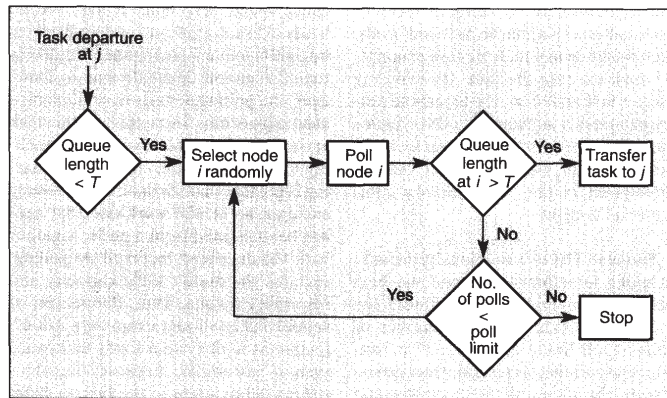 Task departure
at j
Queue
length
< T
Yes
Select node
i randomly
Poll
node i
Queue
length
at i > T
Yes
Transfer
task to j
No
No.
of polls
<
poll
limit
Yes
No
Stop